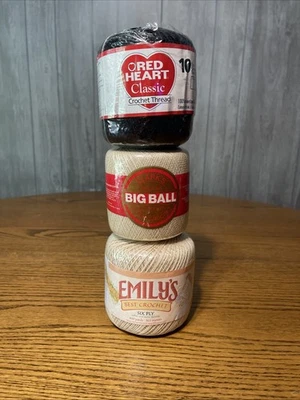 RED
HEART
Classic
Crochet Thread
10
BIG BALL
EMILY'S
BEST CROCHET
SIX PLY